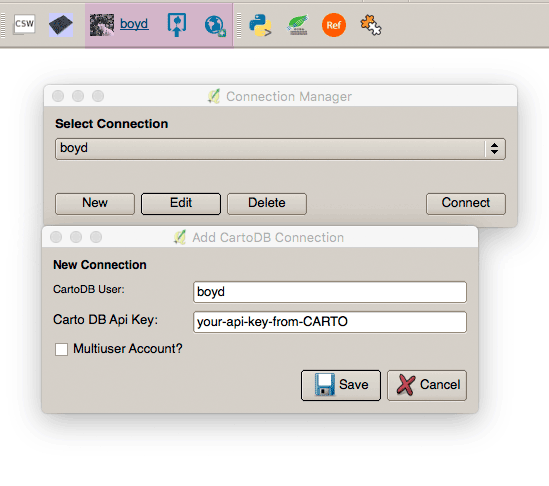 CSW
boyd
Ref
Connection Manager
Select Connection
boyd
New Edit Delete Connect
Add CartoDB Connection
New Connection
CartoDB User: boyd
Carto DB Api Key: your-api-key-from-CARTO
Multiuser Account?
Save Cancel